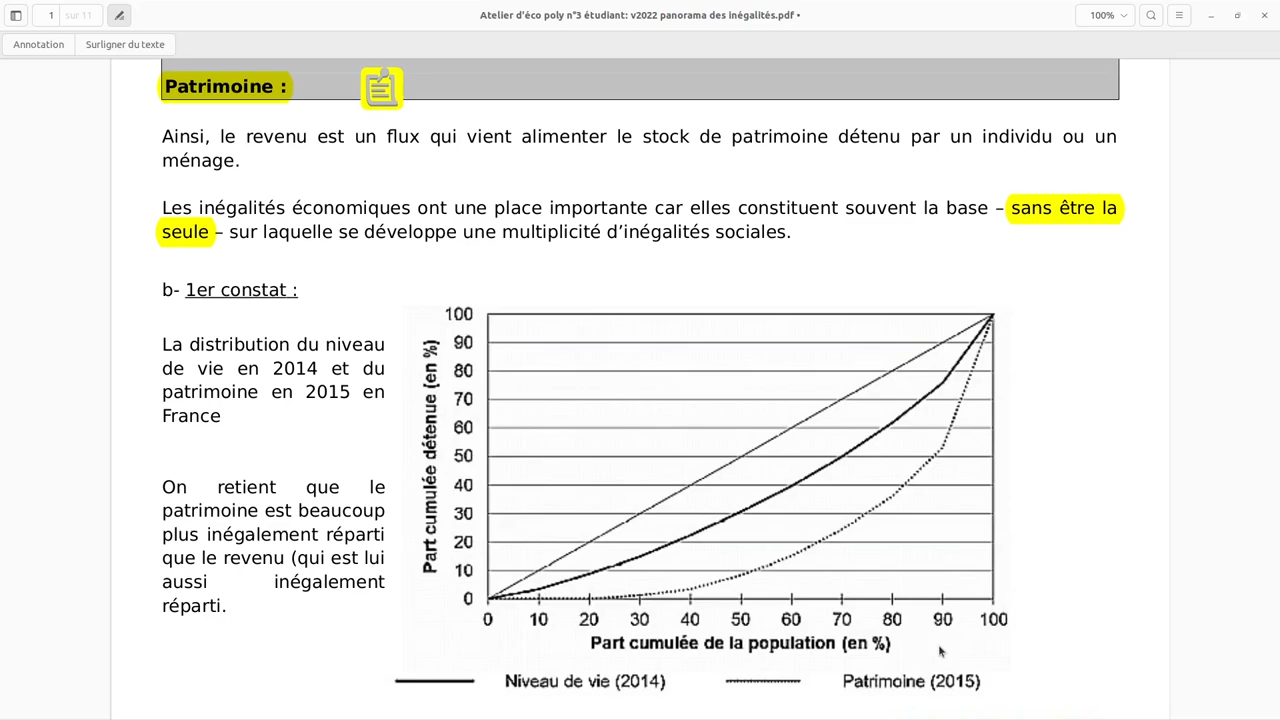 1 sur 11
Atelier d'éco poly n°3 étudiant: v2022 panorama des inégalités.pdf •
100%
Annotation
Surligner du texte
Patrimoine :
Ainsi, le revenu est un flux qui vient alimenter le stock de patrimoine détenu par un individu ou un
ménage.
Les inégalités économiques ont une place importante car elles constituent souvent la base – sans être la
seule – sur laquelle se développe une multiplicité d’inégalités sociales.
b- 1er constat :
La distribution du niveau
de vie en 2014 et du
patrimoine en 2015 en
France
On retient que le
patrimoine est beaucoup
plus inégalement réparti
que le revenu (qui est lui
aussi inégalement
réparti.
Part cumulée détenue (en %)
100
90
80
70
60
50
40
30
20
10
0
0 10 20 30 40 50 60 70 80 90 100
Part cumulée de la population (en %)
Niveau de vie (2014) Patrimoine (2015)